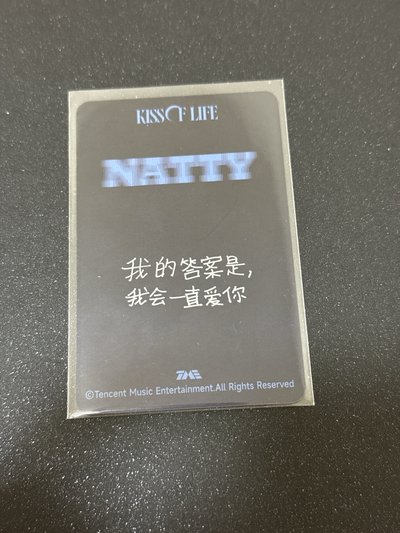 KISS OF LIFE
NATTY
我的答案是,
我会一直爱你
TME
©Tencent Music Entertainment.All Rights Reserved